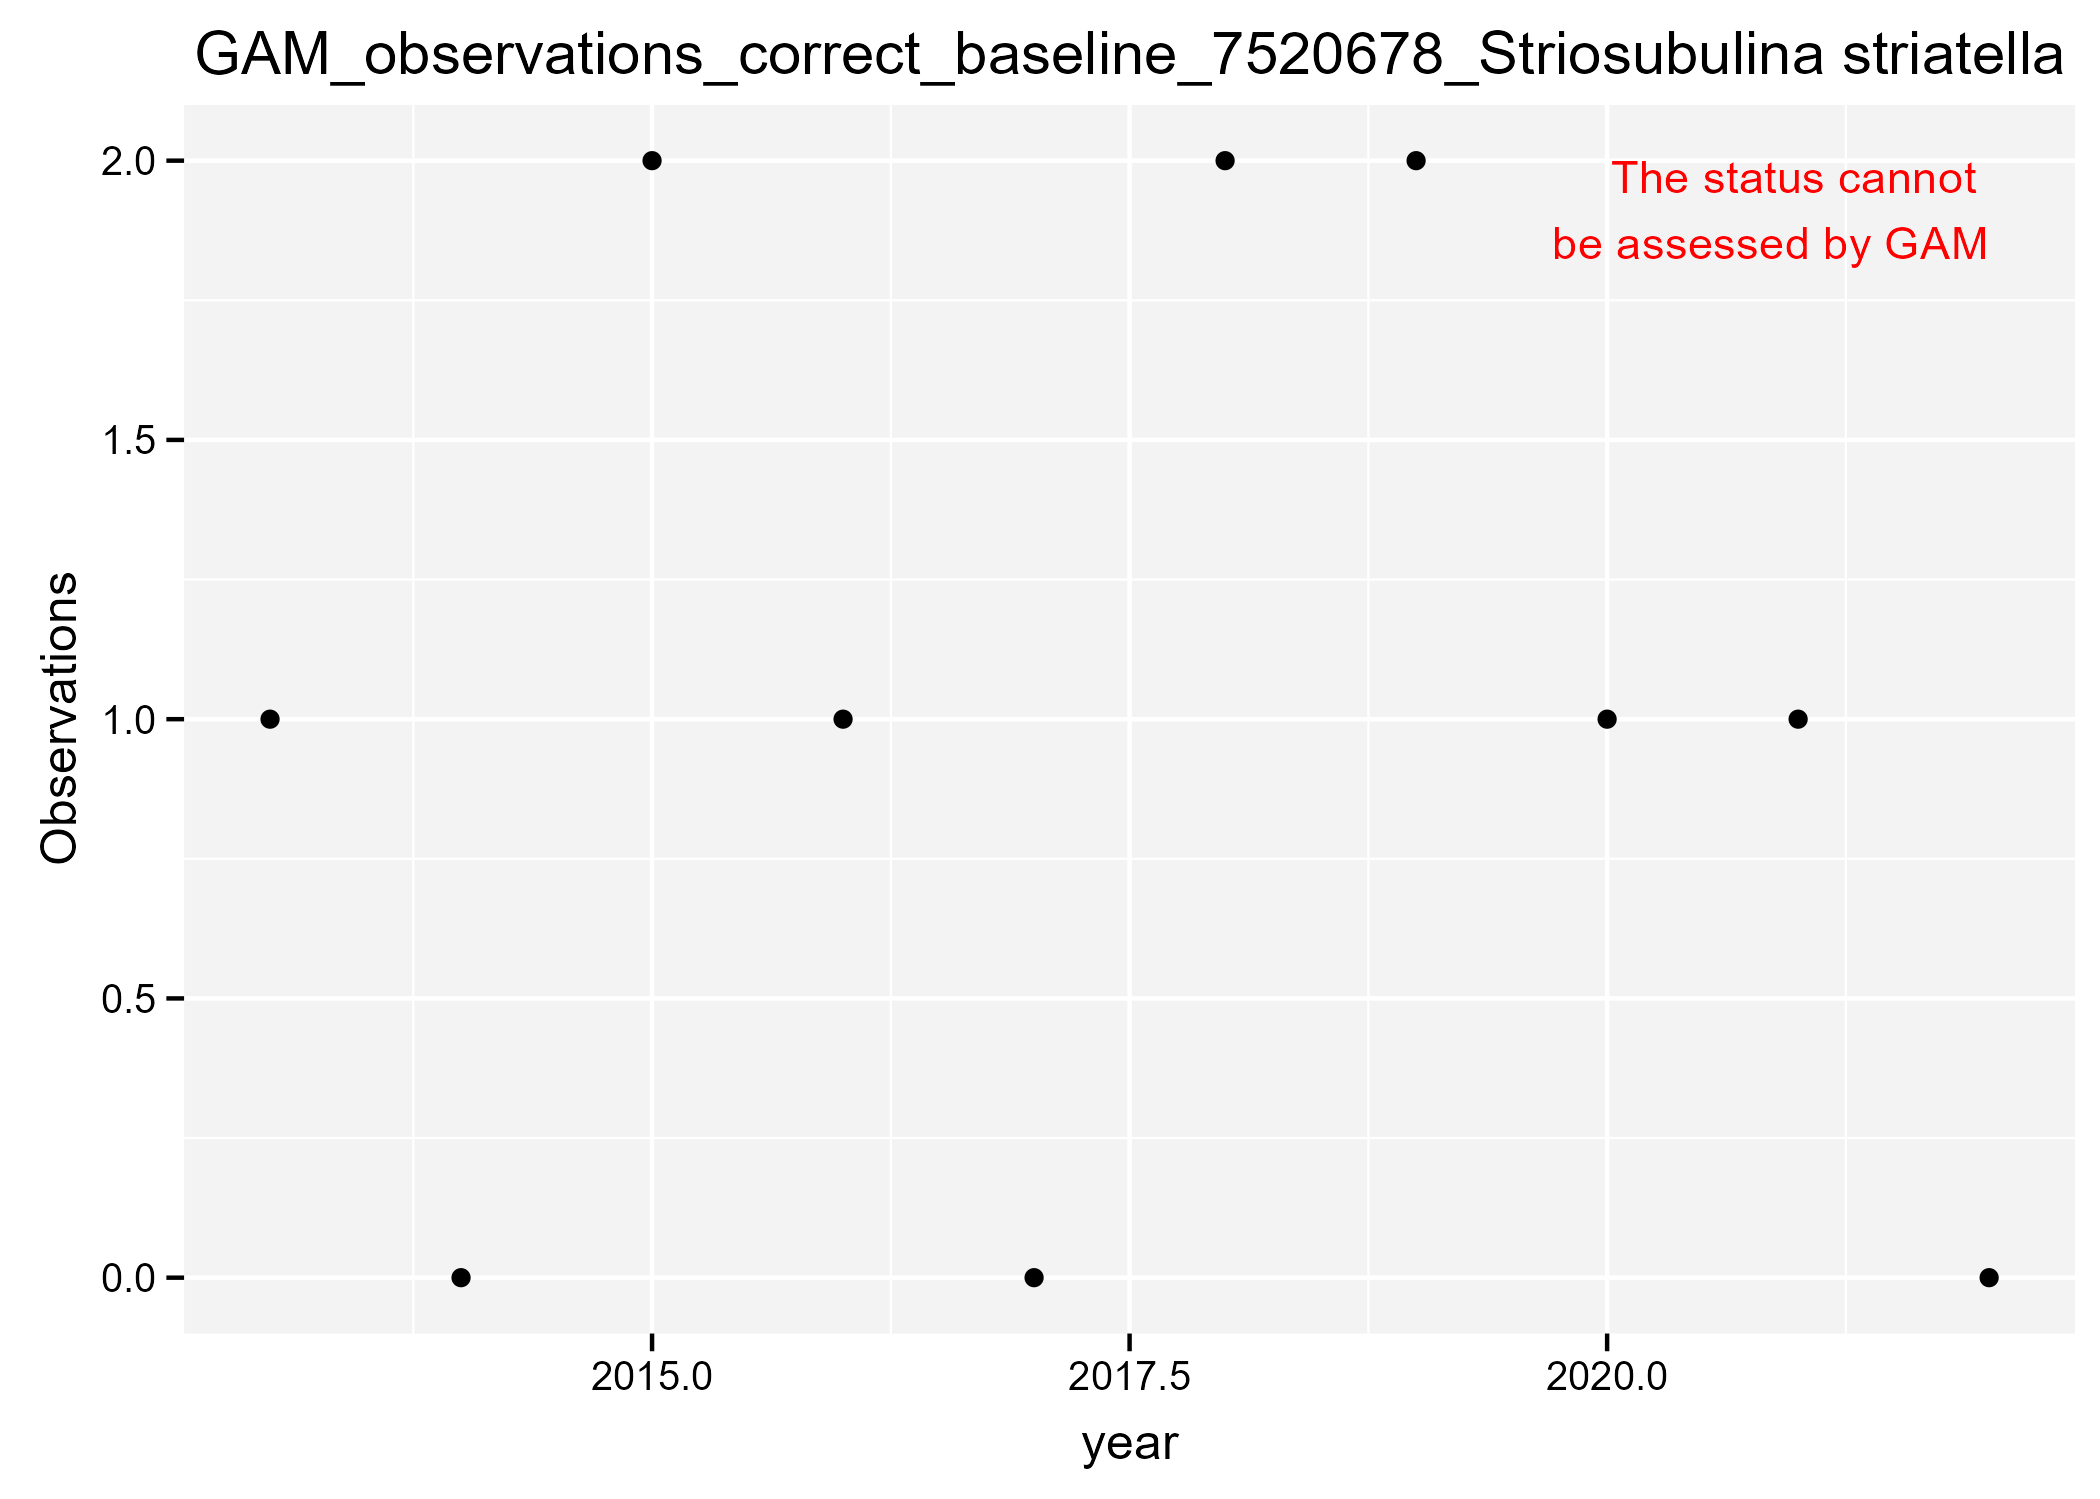 GAM_observations_correct_baseline_7520678_Striosubulina striatella
2.0
The status cannot
be assessed by GAM
1.5
1.0
0.5
0.0
Observations
2015.0 2017.5 2020.0
year